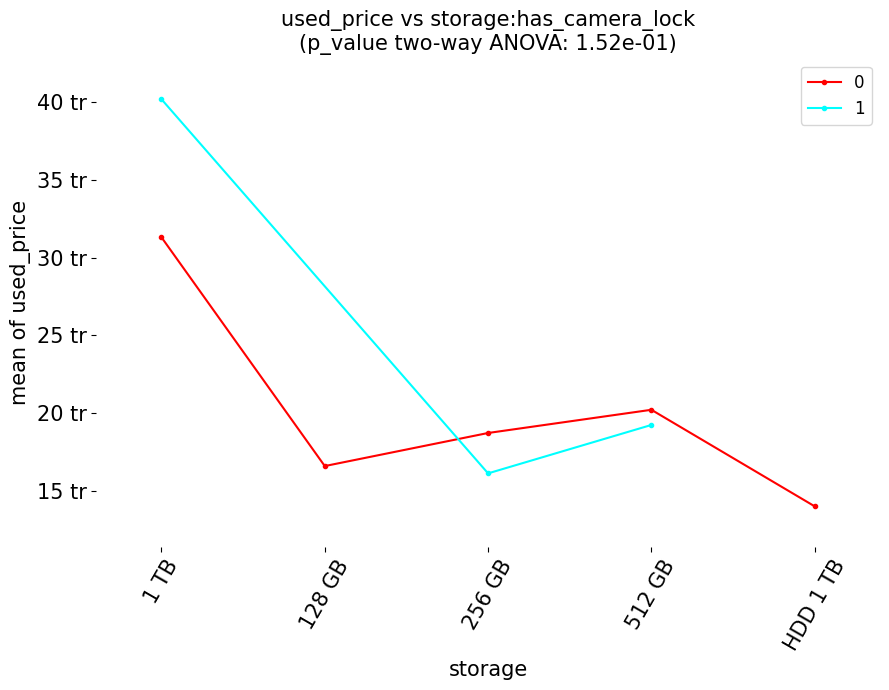 used_price vs storage:has_camera_lock
(p_value two-way ANOVA: 1.52e-01)
0
1
40 tr
35 tr
30 tr
25 tr
20 tr
15 tr
mean of used_price
1 TB
128 GB
256 GB
512 GB
HDD 1 TB
storage